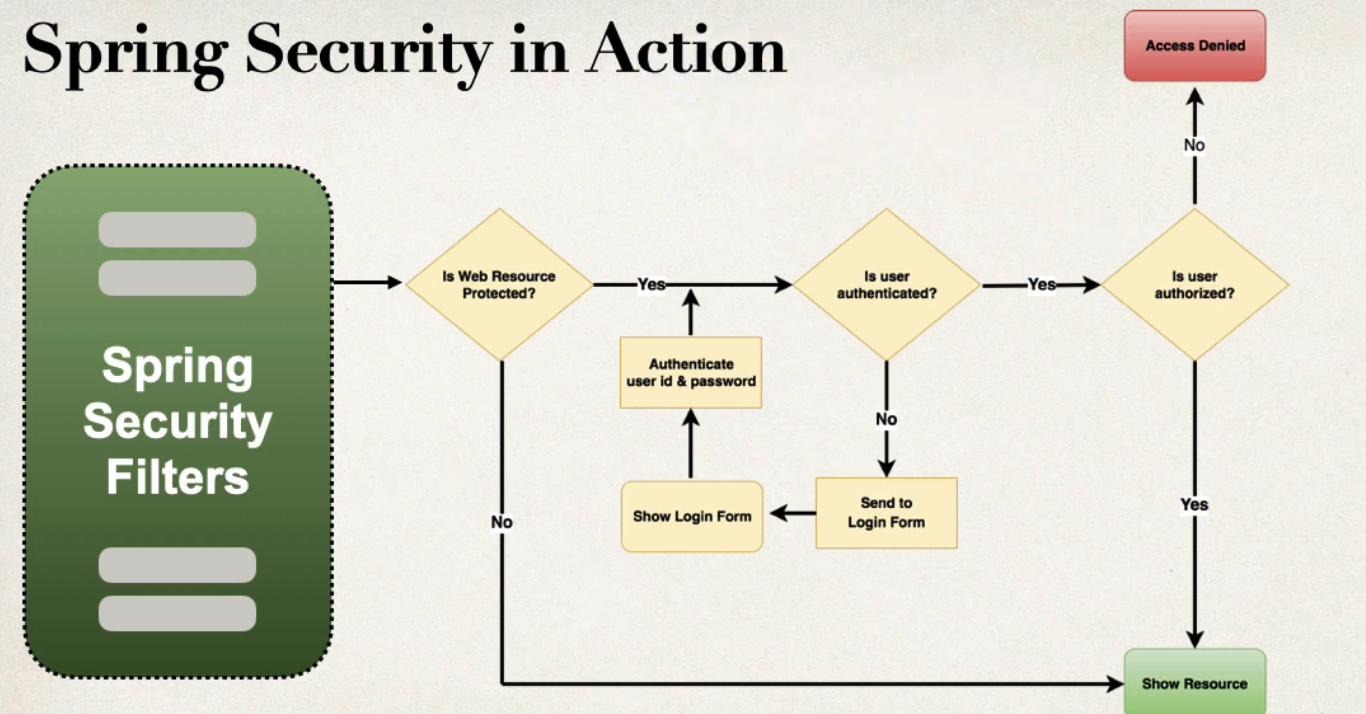 Spring Security in Action
Access Denied
No
Spring
Security
Filters
Is Web Resource
Protected?
Yes
Is user
authenticated?
Yes
Is user
authorized?
Authenticate
user id & password
No
Show Login Form
Send to
Login Form
No
Yes
Show Resource